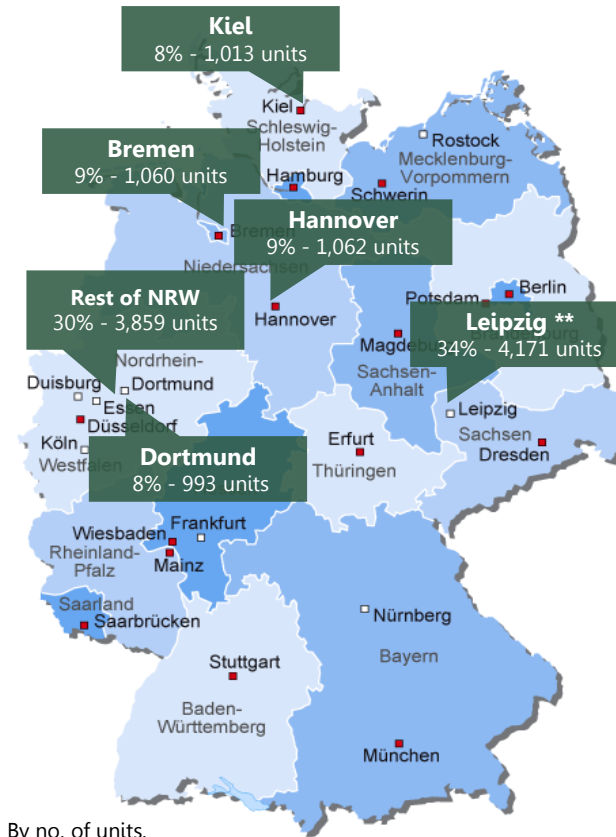 Kiel
8% - 1,013 units
Kiel
Schleswig-
Holstein
Rostock
Mecklenburg-
Vorpommern
Bremen
9% - 1,060 units
Hamburg
Schwerin
Bremen
Hannover
9% - 1,062 units
Niedersachsen
Berlin
Potsdam
Rest of NRW
30% - 3,859 units
Hannover
Leipzig **
34% - 4,171 units
Magdeburg
Brandenburg
Sachsen-
Anhalt
Nordrhein-
Duisburg
Dortmund
Essen
Düsseldorf
Leipzig
Sachsen
Dresden
Köln
Westfalen
Dortmund
8% - 993 units
Erfurt
Thüringen
Wiesbaden
Frankfurt
Rheinland-
Pfalz
Mainz
Saarland
Saarbrücken
Nürnberg
Bayern
Stuttgart
Baden-
Württemberg
München
By no. of units.